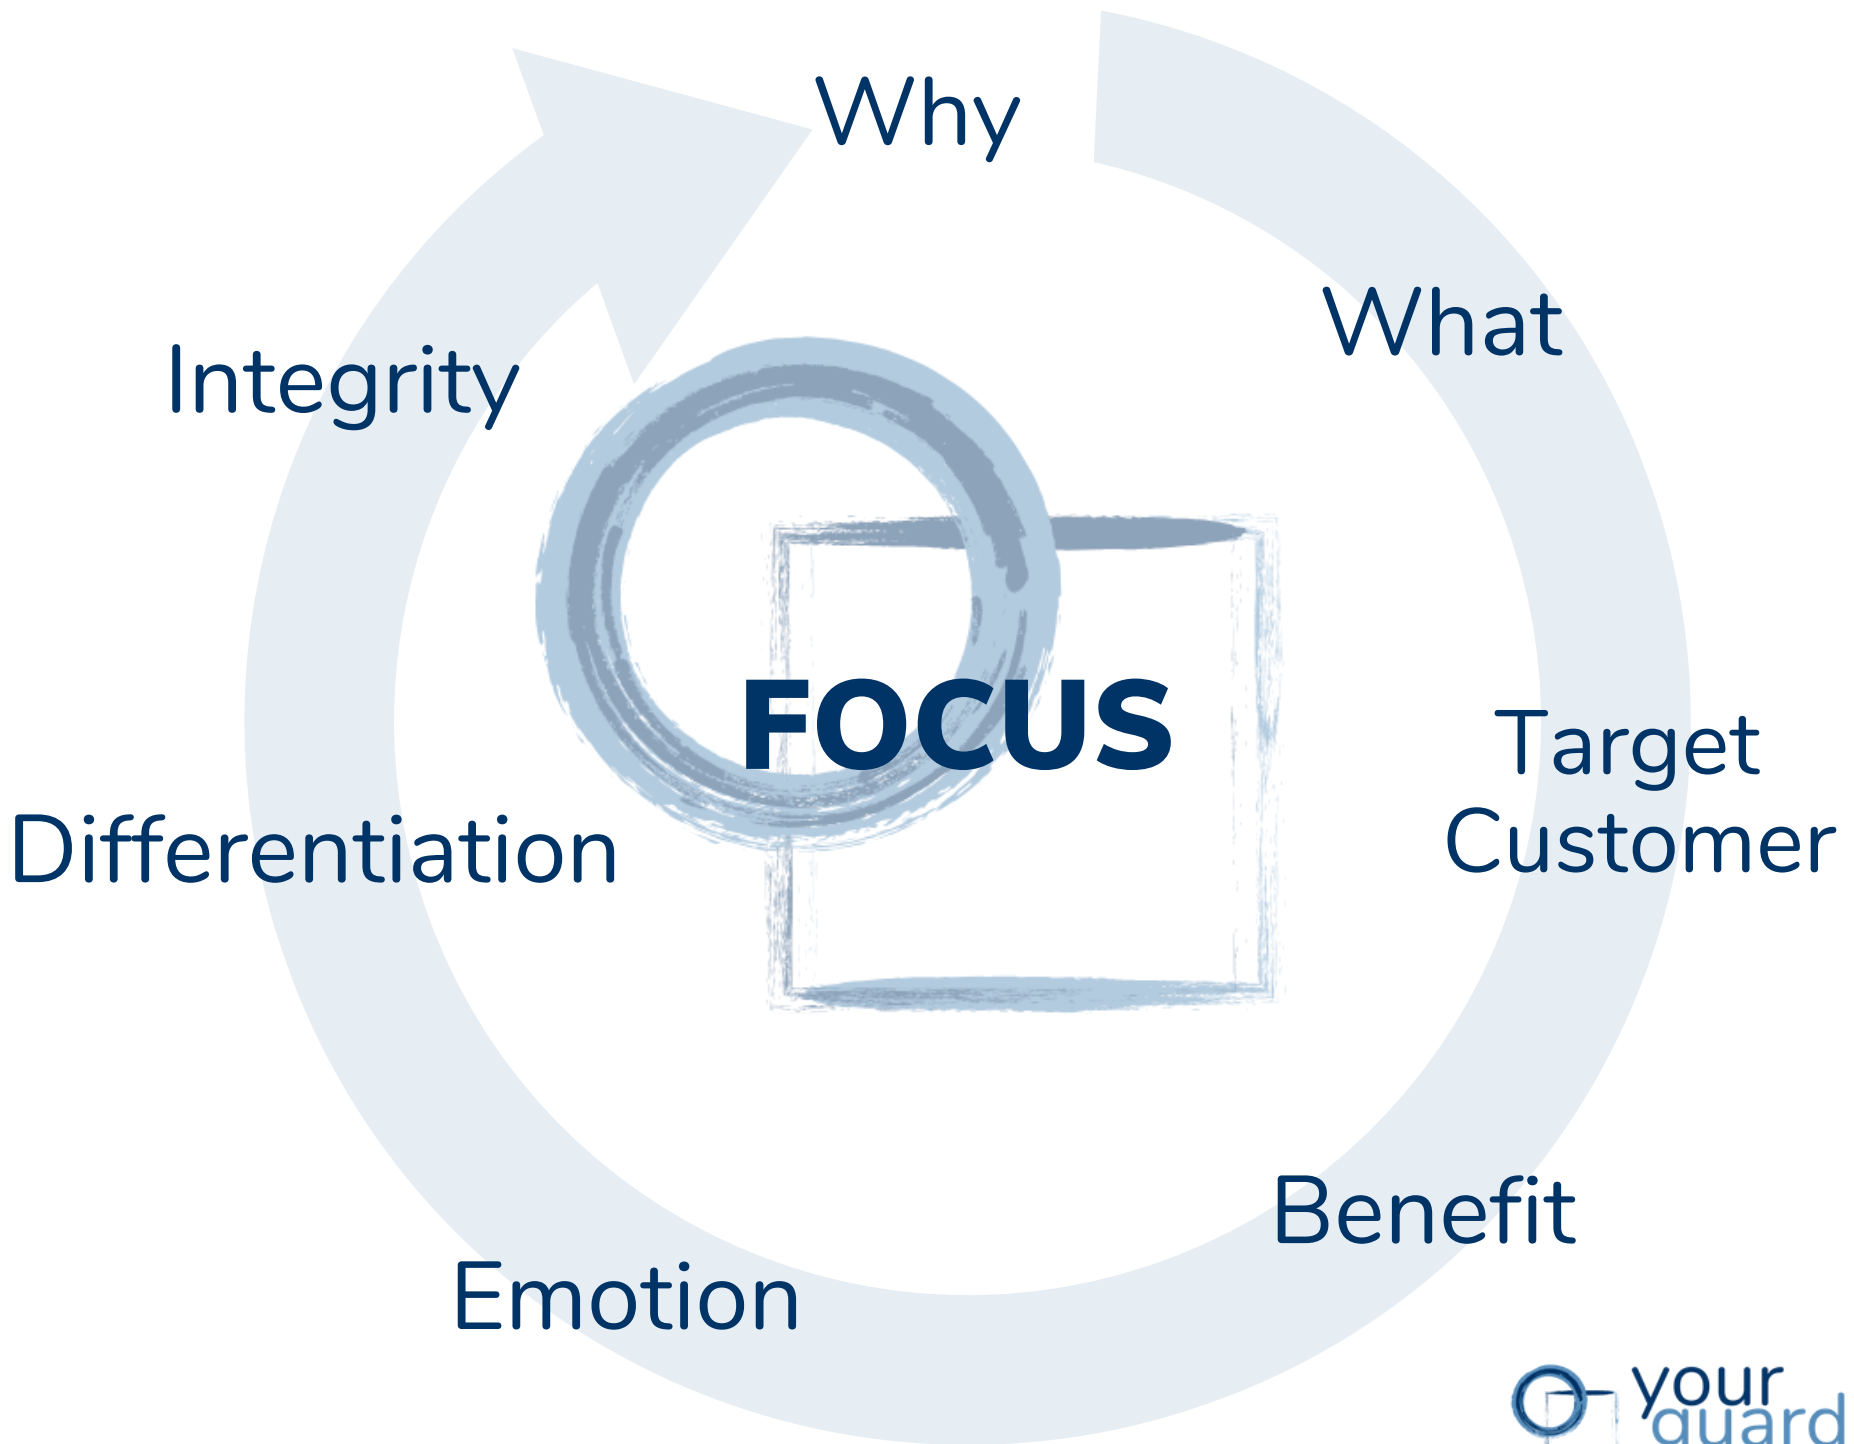 Why
What
Integrity
FOCUS
Target
Customer
Differentiation
Benefit
Emotion
your
guard